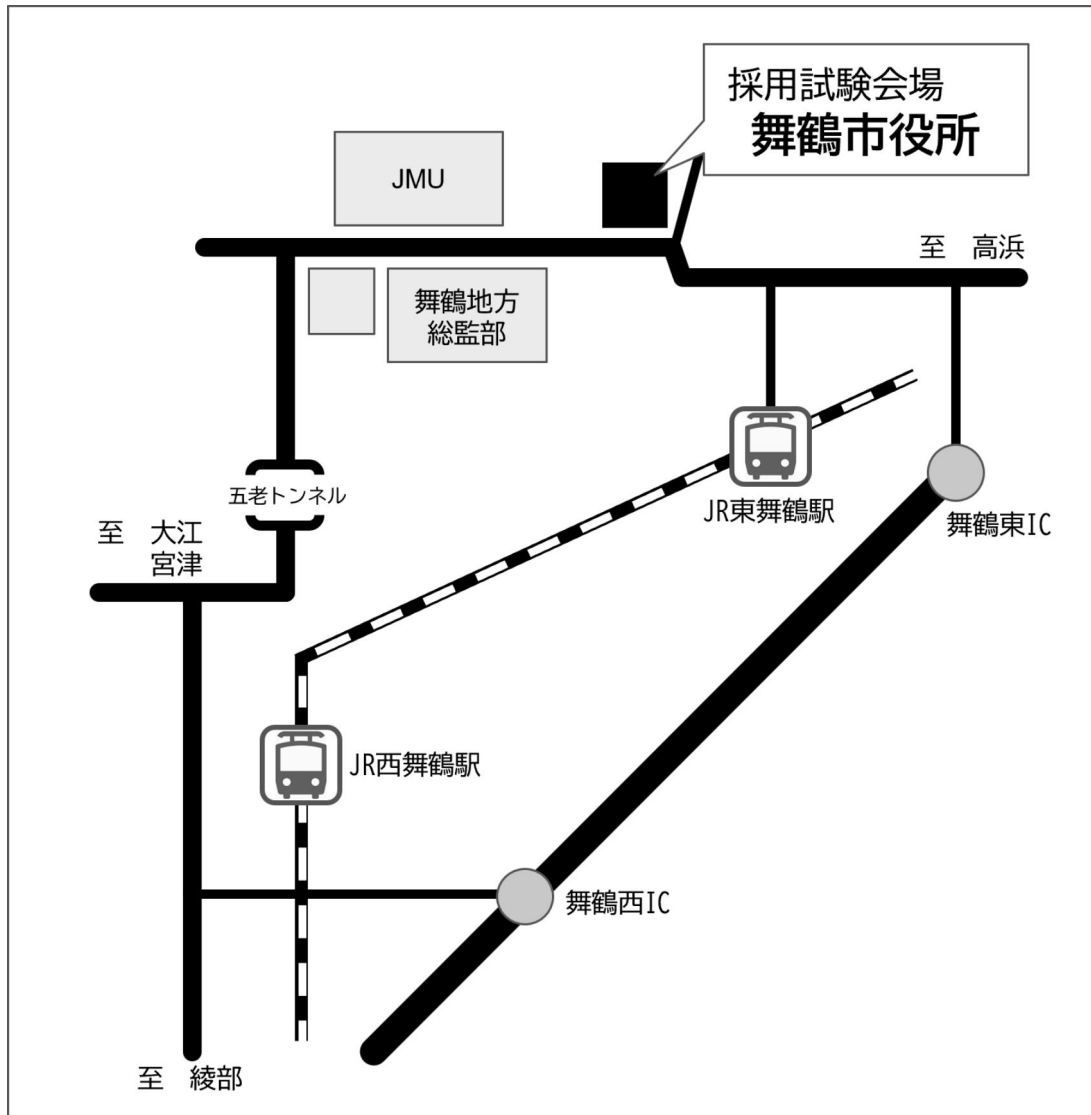 採用試験会場
舞鶴市役所
JMU
至　高浜
舞鶴地方
総監部
五老トンネル
JR東舞鶴駅
舞鶴東IC
至　大江
宮津
JR西舞鶴駅
舞鶴西IC
至　綾部